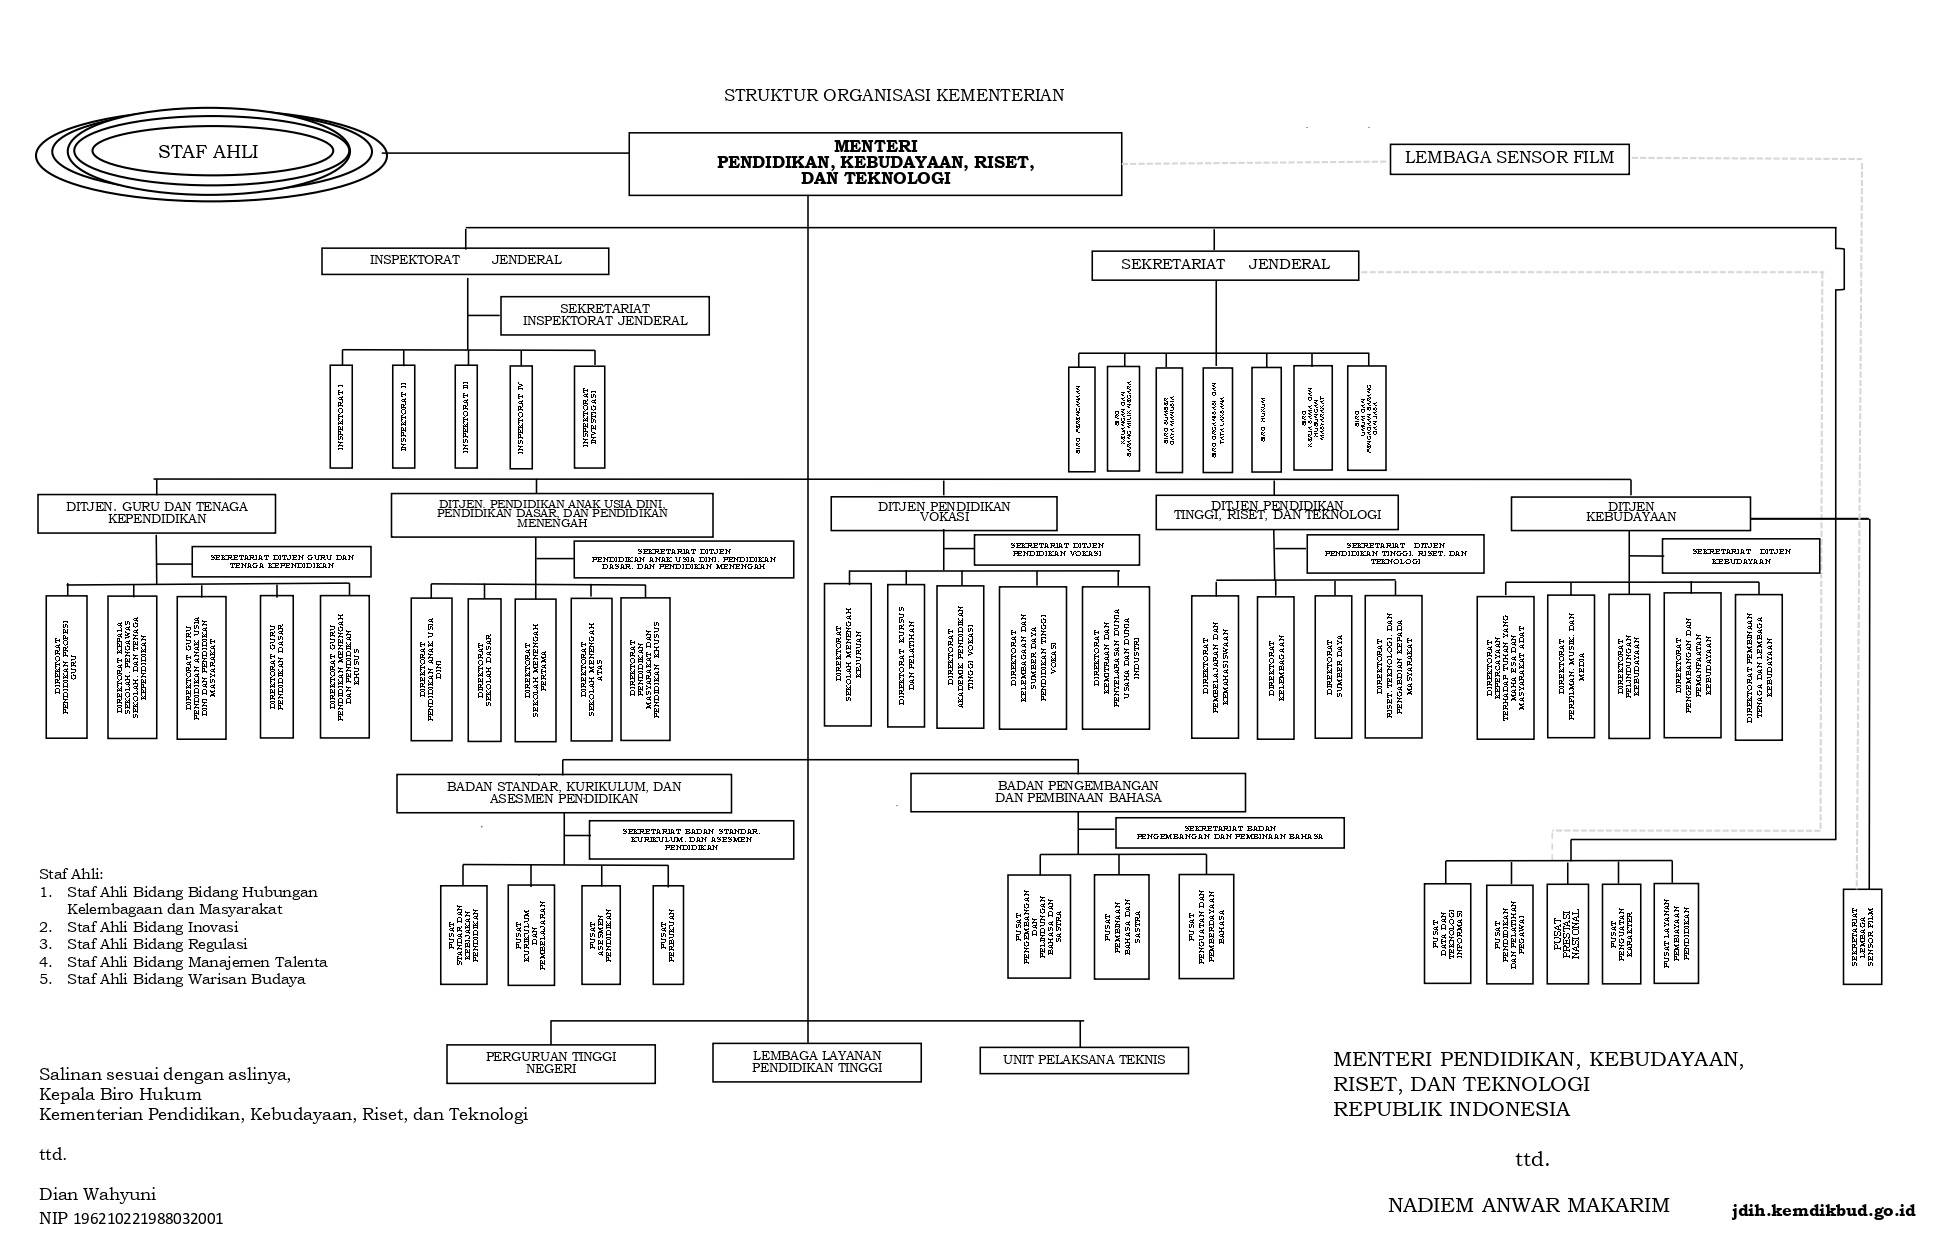 STRUKTUR ORGANISASI KEMENTERIAN
STAF AHLI
MENTERI
PENDIDIKAN, KEBUDAYAAN, RISET,
DAN TEKNOLOGI
LEMBAGA SENSOR FILM
INSPEKTORAT JENDERAL
SEKRETARIAT JENDERAL
SEKRETARIAT
INSPEKTORAT JENDERAL
INSPEKTORAT I
INSPEKTORAT II
INSPEKTORAT III
INSPEKTORAT IV
INSPEKTORAT
INVESTIGASI
BIRO PERENCANAAN
BIRO
KEUANGAN DAN
BARANG MILIK NEGARA
BIRO SUMBER
DAYA MANUSIA
BIRO ORGANISASI DAN
TATA LAKSANA
BIRO HUKUM
BIRO
KERJA SAMA DAN
HUBUNGAN
MASYARAKAT
BIRO
UMUM DAN
PENGADAAN BARANG
DAN JASA
DITJEN. GURU DAN TENAGA
KEPENDIDIKAN
DITJEN. PENDIDIKAN ANAK USIA DINI,
PENDIDIKAN DASAR, DAN PENDIDIKAN
MENENGAH
DITJEN PENDIDIKAN
VOKASI
DITJEN PENDIDIKAN
TINGGI, RISET, DAN TEKNOLOGI
DITJEN
KEBUDAYAAN
SEKRETARIAT DITJEN GURU DAN
TENAGA KEPENDIDIKAN
SEKRETARIAT DITJEN
PENDIDIKAN ANAK USIA DINI, PENDIDIKAN
DASAR, DAN PENDIDIKAN MENENGAH
SEKRETARIAT DITJEN
PENDIDIKAN VOKASI
SEKRETARIAT DITJEN
PENDIDIKAN TINGGI, RISET, DAN
TEKNOLOGI
SEKRETARIAT DITJEN
KEBUDAYAAN
DIREKTORAT
PENDIDIKAN PROFESI
GURU
DIREKTORAT KEPALA
SEKOLAH, PENGAWAS
SEKOLAH, DAN TENAGA
KEPENDIDIKAN
DIREKTORAT GURU
PENDIDIKAN ANAK USIA
DINI DAN PENDIDIKAN
MASYARAKAT
DIREKTORAT GURU
PENDIDIKAN DASAR
DIREKTORAT GURU
PENDIDIKAN MENENGAH
DAN PENDIDIKAN
KHUSUS
DIREKTORAT
PENDIDIKAN ANAK USIA
DINI
DIREKTORAT
SEKOLAH DASAR
DIREKTORAT
SEKOLAH MENENGAH
PERTAMA
DIREKTORAT
SEKOLAH MENENGAH
ATAS
DIREKTORAT
PENDIDIKAN
MASYARAKAT DAN
PENDIDIKAN KHUSUS
DIREKTORAT
SEKOLAH MENENGAH
KEJURUAN
DIREKTORAT KURSUS
DAN PELATIHAN
DIREKTORAT
AKADEMIK PENDIDIKAN
TINGGI VOKASI
DIREKTORAT
KELEMBAGAAN DAN
SUMBER DAYA
PENDIDIKAN TINGGI
VOKASI
DIREKTORAT
KEMITRAAN DAN
PENYELARASAN DUNIA
USAHA DAN DUNIA
INDUSTRI
DIREKTORAT
PEMBELAJARAN DAN
KEMAHASISWAAN
DIREKTORAT
KELEMBAGAAN
DIREKTORAT
SUMBER DAYA
DIREKTORAT
RISET, TEKNOLOGI, DAN
PENGABDIAN KEPADA
MASYARAKAT
DIREKTORAT
KEPERCAYAAN
TERHADAP TUHAN YANG
MAHA ESA DAN
MASYARAKAT ADAT
DIREKTORAT
PERFILMAN, MUSIK, DAN
MEDIA
DIREKTORAT
PELINDUNGAN
KEBUDAYAAN
DIREKTORAT
PENGEMBANGAN DAN
PEMANFAATAN
KEBUDAYAAN
DIREKTORAT PEMBINAAN
TENAGA DAN LEMBAGA
KEBUDAYAAN
BADAN STANDAR, KURIKULUM, DAN
ASESMEN PENDIDIKAN
BADAN PENGEMBANGAN
DAN PEMBINAAN BAHASA
SEKRETARIAT BADAN STANDAR,
KURIKULUM, DAN ASESMEN
PENDIDIKAN
SEKRETARIAT BADAN
PENGEMBANGAN DAN PEMBINAAN BAHASA
PUSAT
STANDAR DAN
KEBIJAKAN
PENDIDIKAN
PUSAT
KURIKULUM
DAN
PEMBELAJARAN
PUSAT
ASESMEN
PENDIDIKAN
PUSAT
PERBUKUAN
PUSAT
PENGEMBANGAN
DAN
PELINDUNGAN
BAHASA DAN
SASTRA
PUSAT
PEMBINAAN
BAHASA DAN
SASTRA
PUSAT
PENGUATAN DAN
PEMBERDAYAAN
BAHASA
PUSAT
DATA DAN
TEKNOLOGI
INFORMASI
PUSAT
PENDIDIKAN
DAN PELATIHAN
PEGAWAI
PUSAT
PRESTASI
NASIONAL
PUSAT
PENGUATAN
KARAKTER
PUSAT LAYANAN
PEMBIAYAAN
PENDIDIKAN
SEKRETARIAT
LEMBAGA
SENSOR FILM
Staf Ahli:
1. Staf Ahli Bidang Bidang Hubungan
Kelembagaan dan Masyarakat
2. Staf Ahli Bidang Inovasi
3. Staf Ahli Bidang Regulasi
4. Staf Ahli Bidang Manajemen Talenta
5. Staf Ahli Bidang Warisan Budaya
PERGURUAN TINGGI
NEGERI
LEMBAGA LAYANAN
PENDIDIKAN TINGGI
UNIT PELAKSANA TEKNIS
Salinan sesuai dengan aslinya,
Kepala Biro Hukum
Kementerian Pendidikan, Kebudayaan, Riset, dan Teknologi
ttd.
Dian Wahyuni
NIP 196210221988032001
MENTERI PENDIDIKAN, KEBUDAYAAN,
RISET, DAN TEKNOLOGI
REPUBLIK INDONESIA
ttd.
NADIEM ANWAR MAKARIM
jdih.kemdikbud.go.id